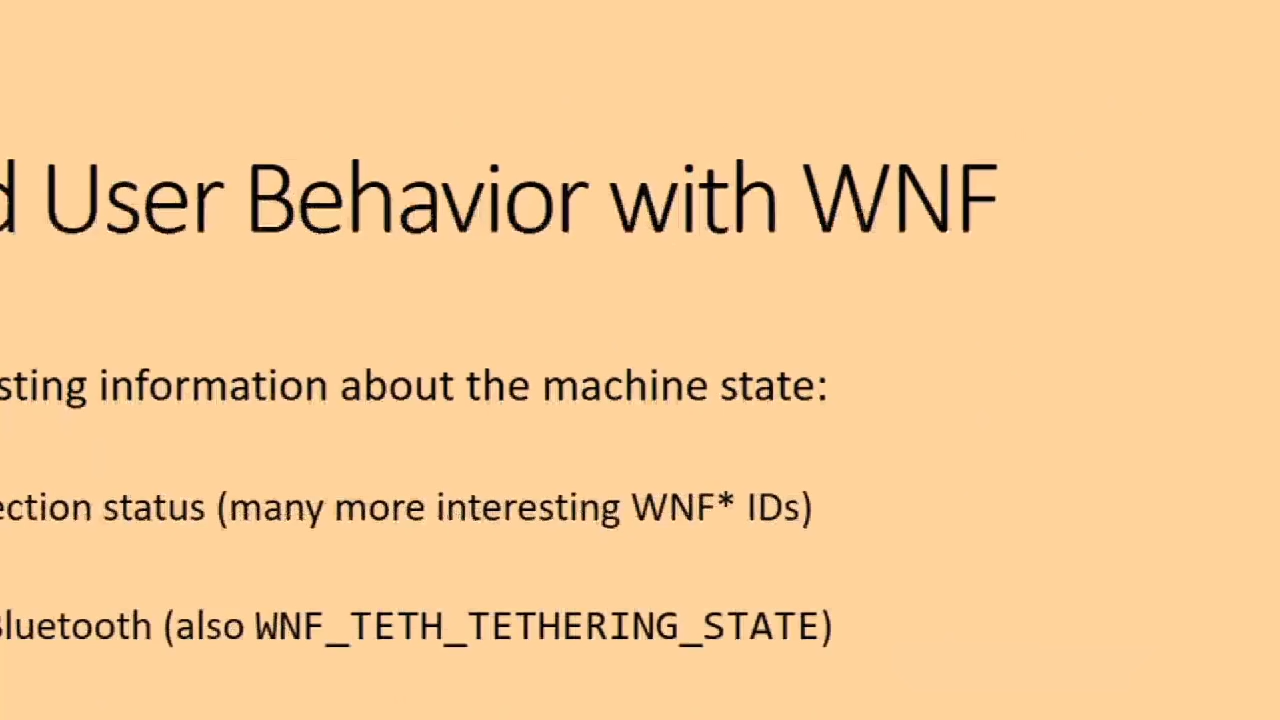 d User Behavior with WNF
sting information about the machine state:
ection status (many more interesting WNF* IDs)
Bluetooth (also WNF_TETH_TETHERING_STATE)